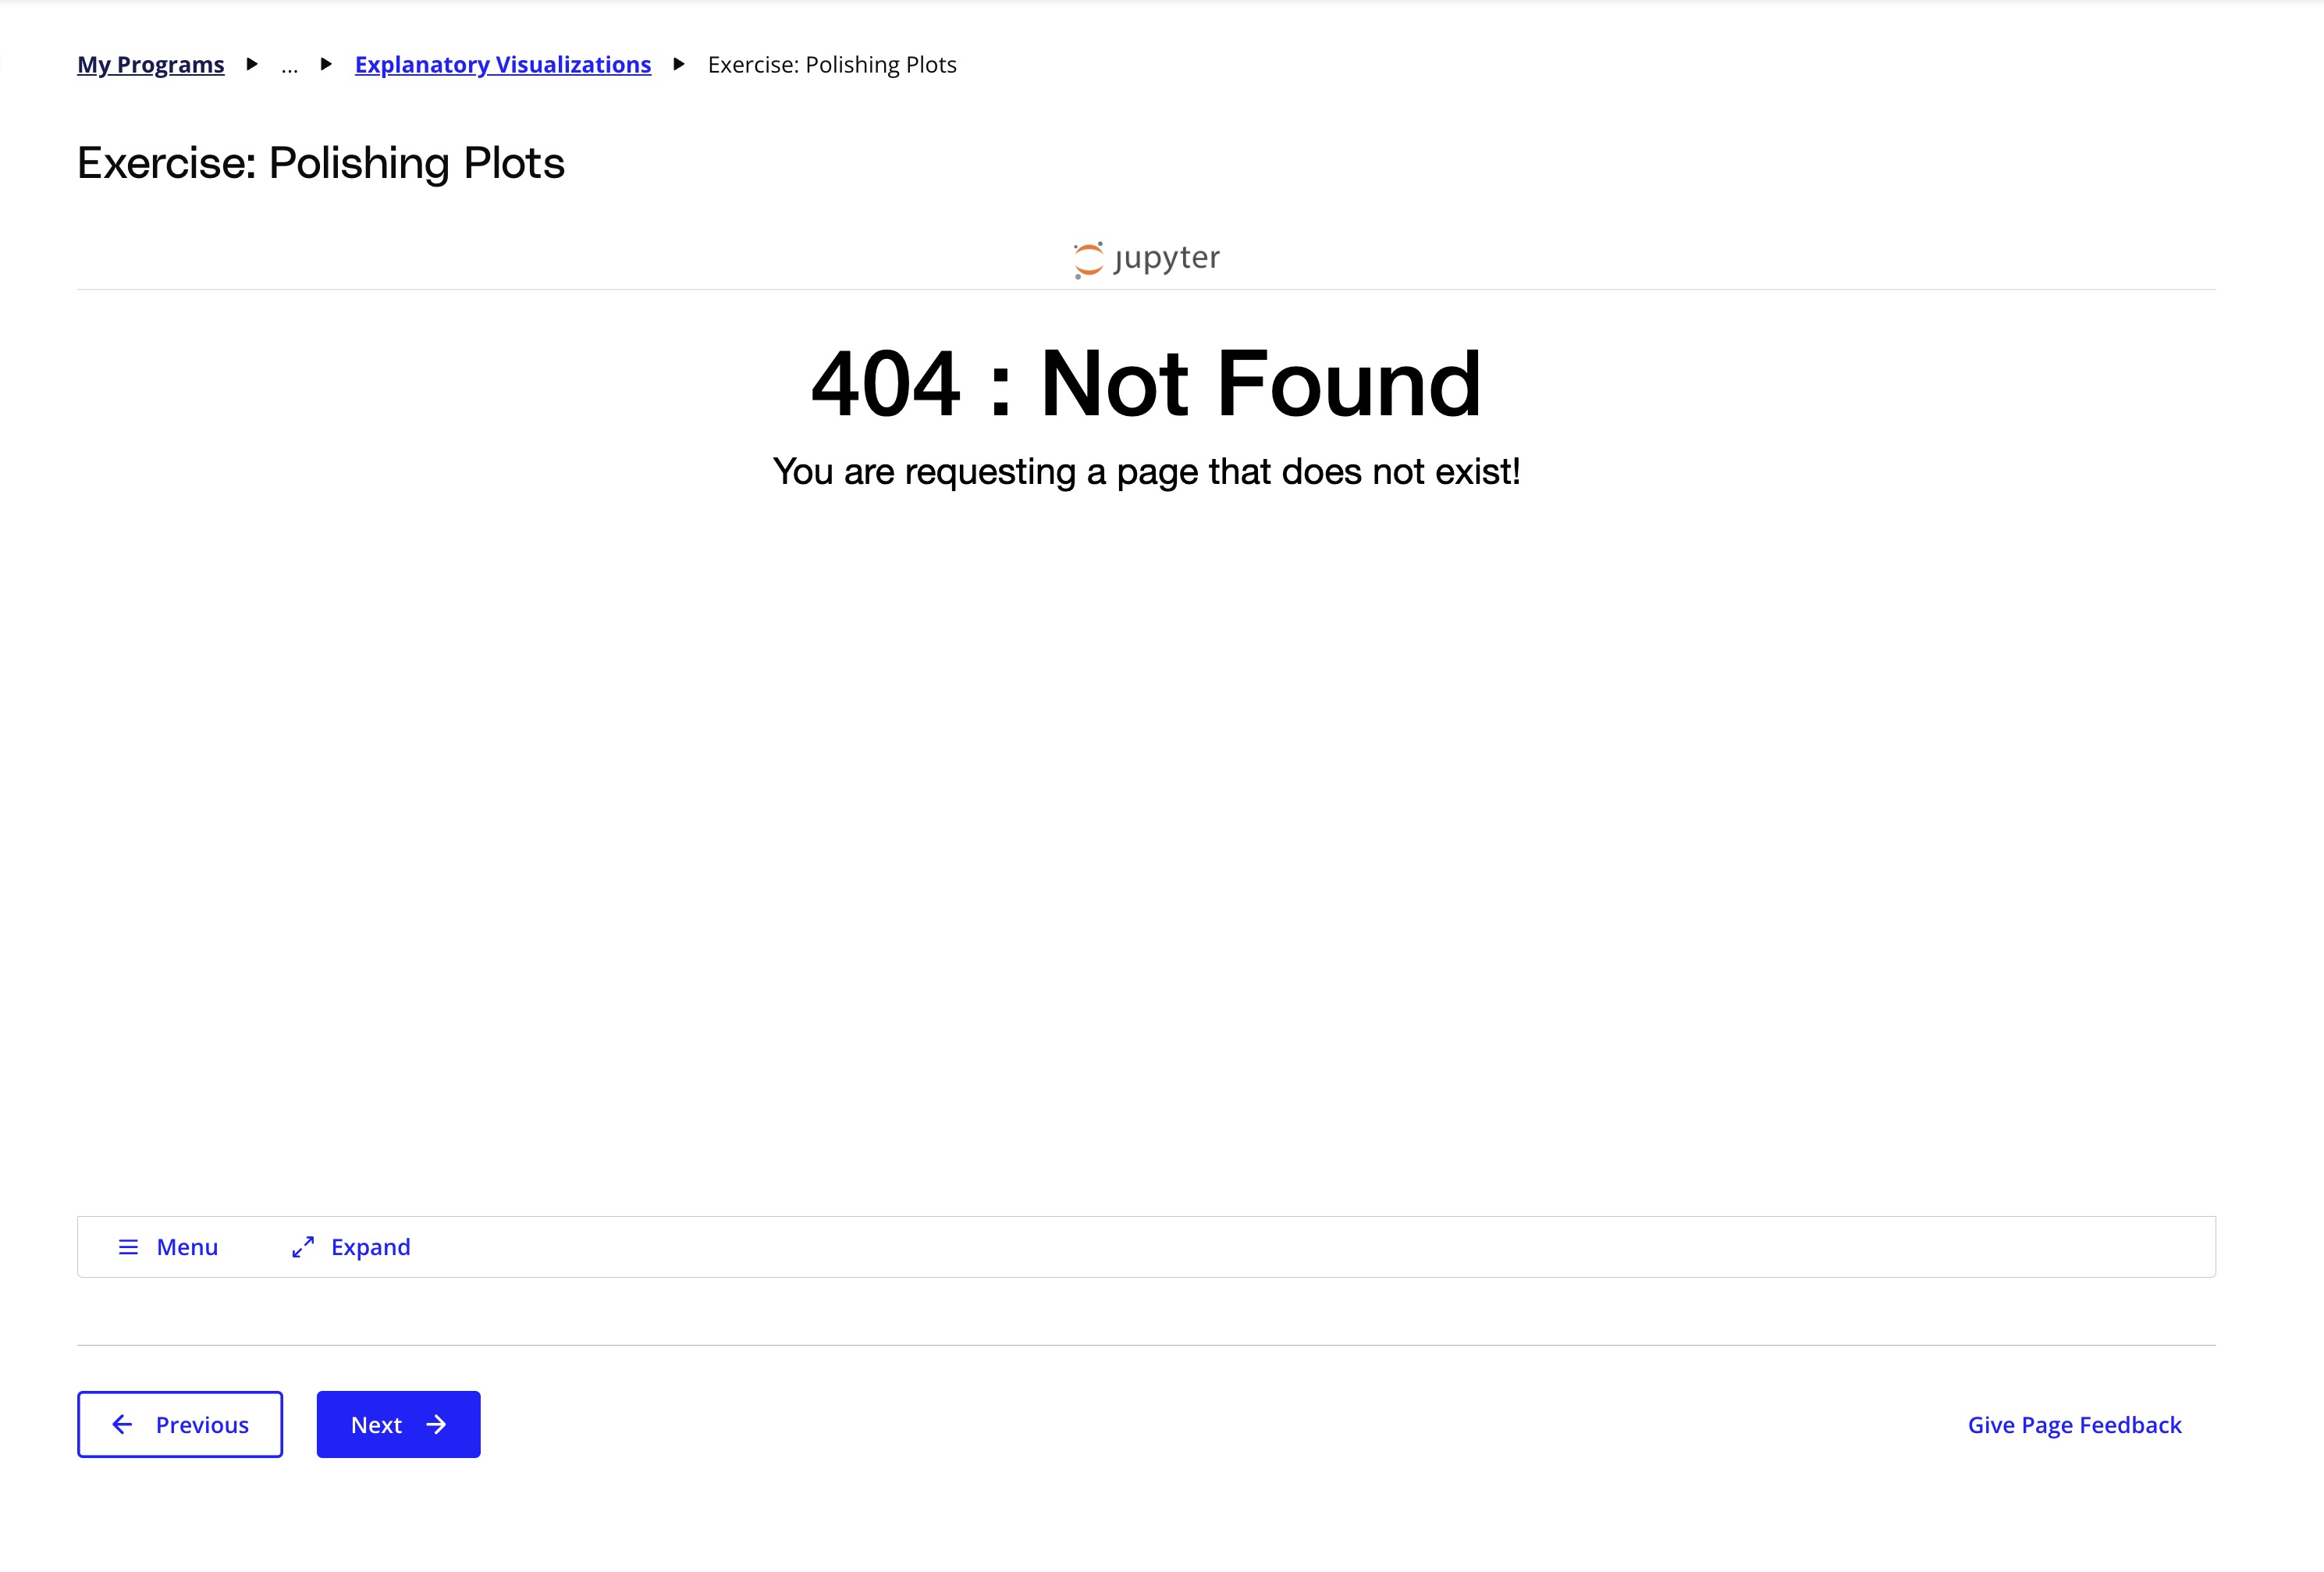 My Programs ... Explanatory Visualizations Exercise: Polishing Plots
Exercise: Polishing Plots
jupyter
404 : Not Found
You are requesting a page that does not exist!
Menu Expand
Previous Next Give Page Feedback